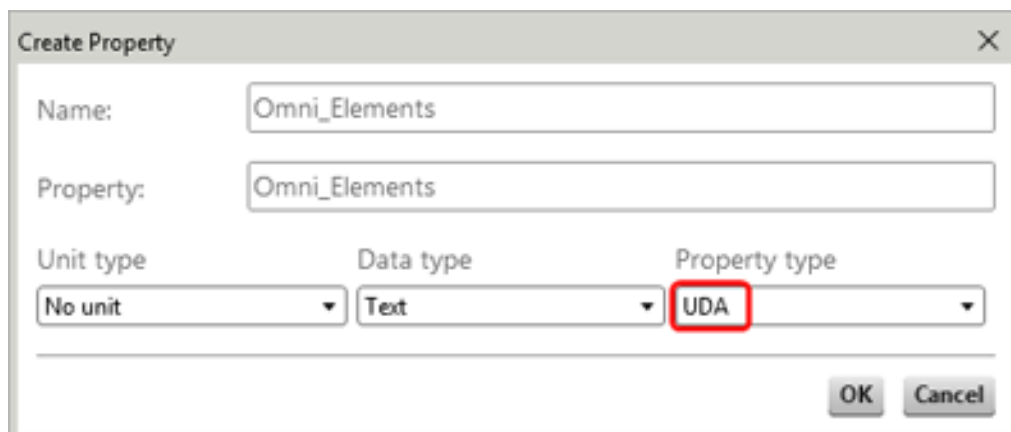 Create Property
Name: Omni_Elements
Property: Omni_Elements
Unit type Data type Property type
No unit Text UDA
OK Cancel